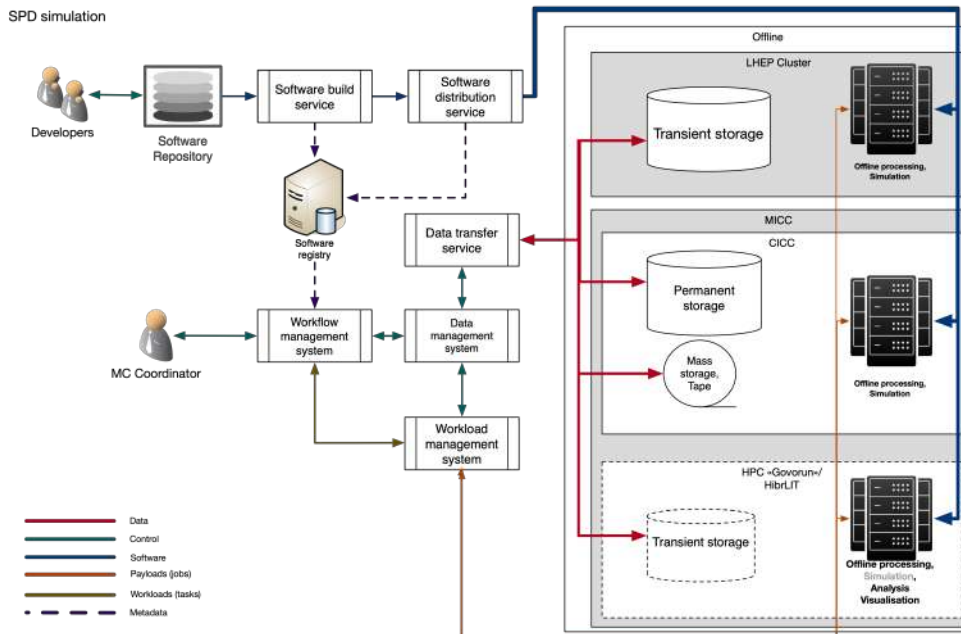 SPD simulation
Developers
Software
Repository
Software build
service
Software
distribution
service
Software
registry
Data transfer
service
MC Coordinator
Workflow
management
system
Data
management
system
Workload
management
system
Data
Control
Software
Payloads (jobs)
Workloads (tasks)
Metadata
Offline
LHEP Cluster
Transient storage
Offline processing,
Simulation
MICC
CICC
Permanent
storage
Mass
storage,
Tape
Offline processing,
Simulation
HPC «Govorun»/
HibrLIT
Transient storage
Offline processing,
Simulation,
Analysis
Visualisation